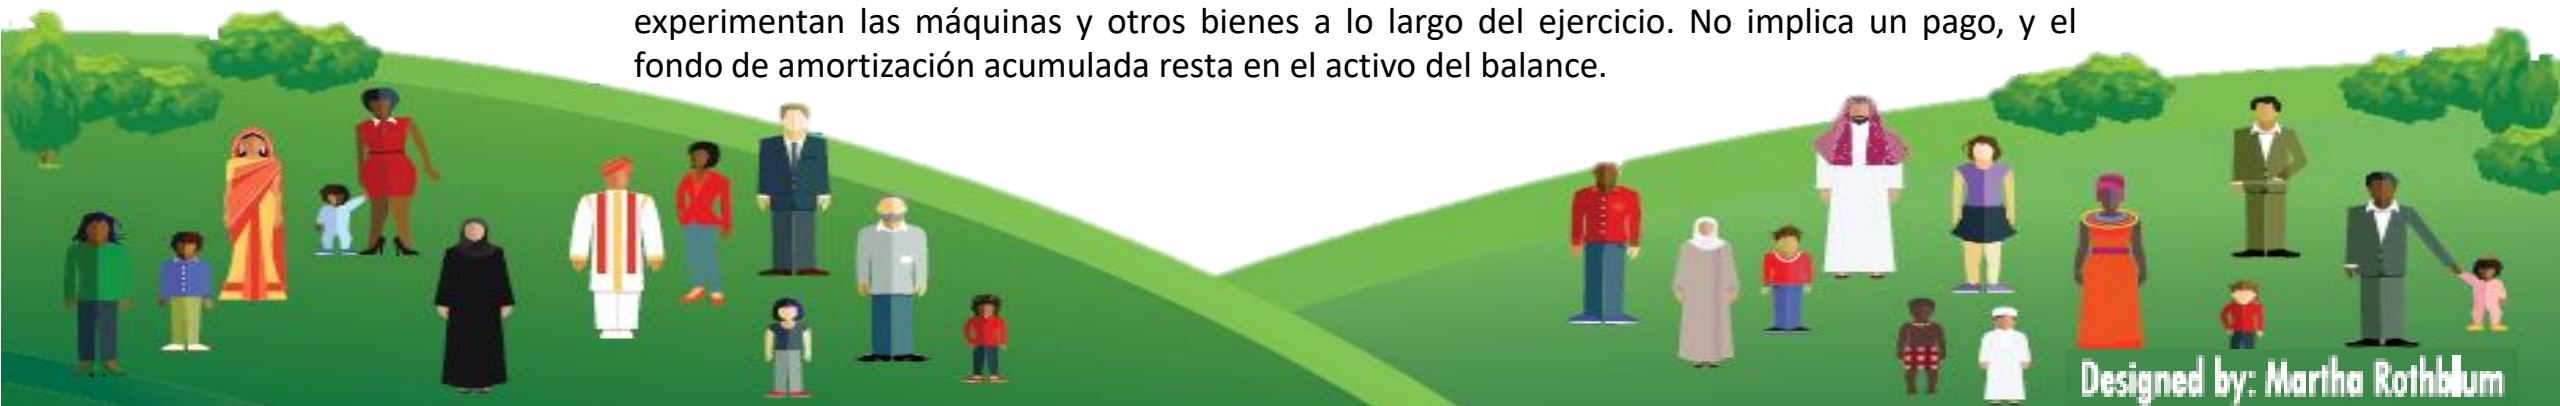 experimentan las máquinas y otros bienes a lo largo del ejercicio. No implica un pago, y el
fondo de amortización acumulada resta en el activo del balance.
Designed by: Martha Rothblum